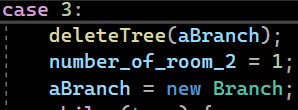 case 3:
deleteTree(aBranch);
number_of_room_2 = 1;
aBranch = new Branch;